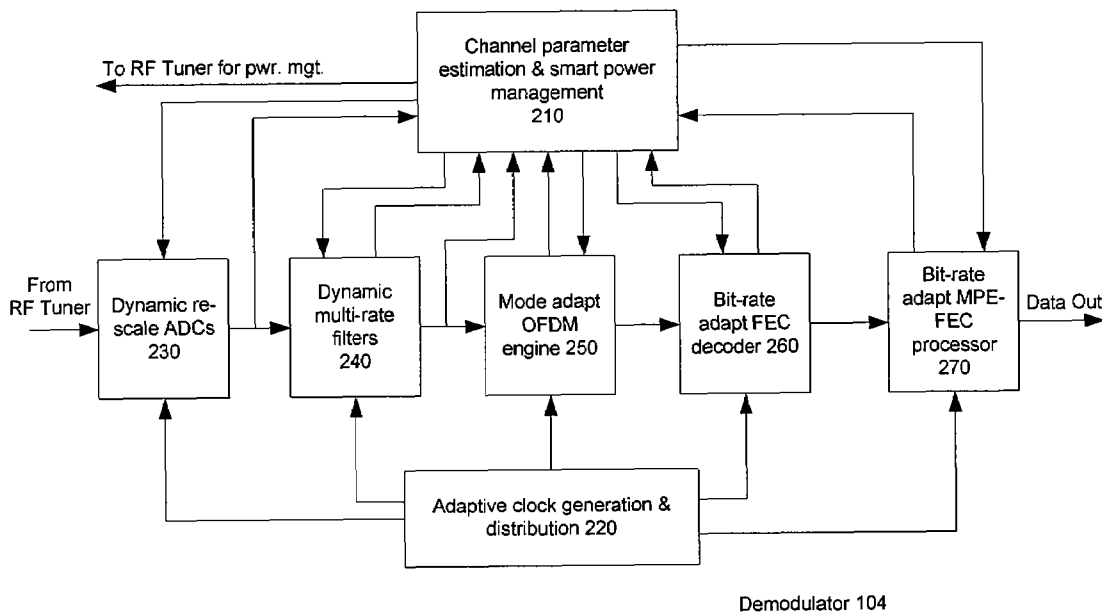 Channel parameter
estimation & smart power
management
210
To RF Tuner for pwr. mgt.
From
RF Tuner
Dynamic re-
scale ADCs
230
Dynamic
multi-rate
filters
240
Mode adapt
OFDM
engine 250
Bit-rate
adapt FEC
decoder 260
Bit-rate
adapt MPE-
FEC
processor
270
Data Out
Adaptive clock generation &
distribution 220
Demodulator 104